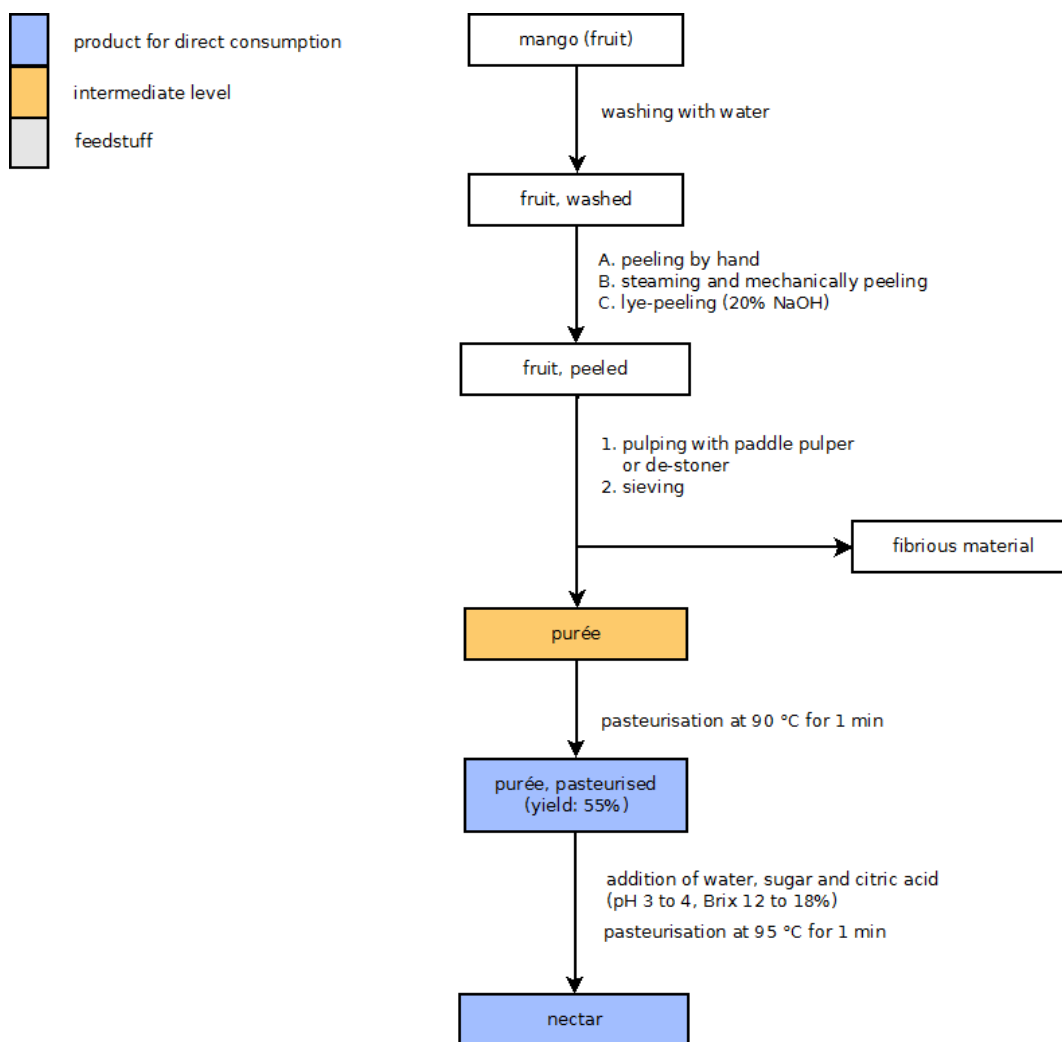 product for direct consumption
intermediate level
feedstuff
mango (fruit)
washing with water
fruit, washed
A. peeling by hand
B. steaming and mechanically peeling
C. lye-peeling (20% NaOH)
fruit, peeled
1. pulping with paddle pulper
or de-stoner
2. sieving
fibrious material
purée
pasteurisation at 90 °C for 1 min
purée, pasteurised
(yield: 55%)
addition of water, sugar and citric acid
(pH 3 to 4, Brix 12 to 18%)
pasteurisation at 95 °C for 1 min
nectar